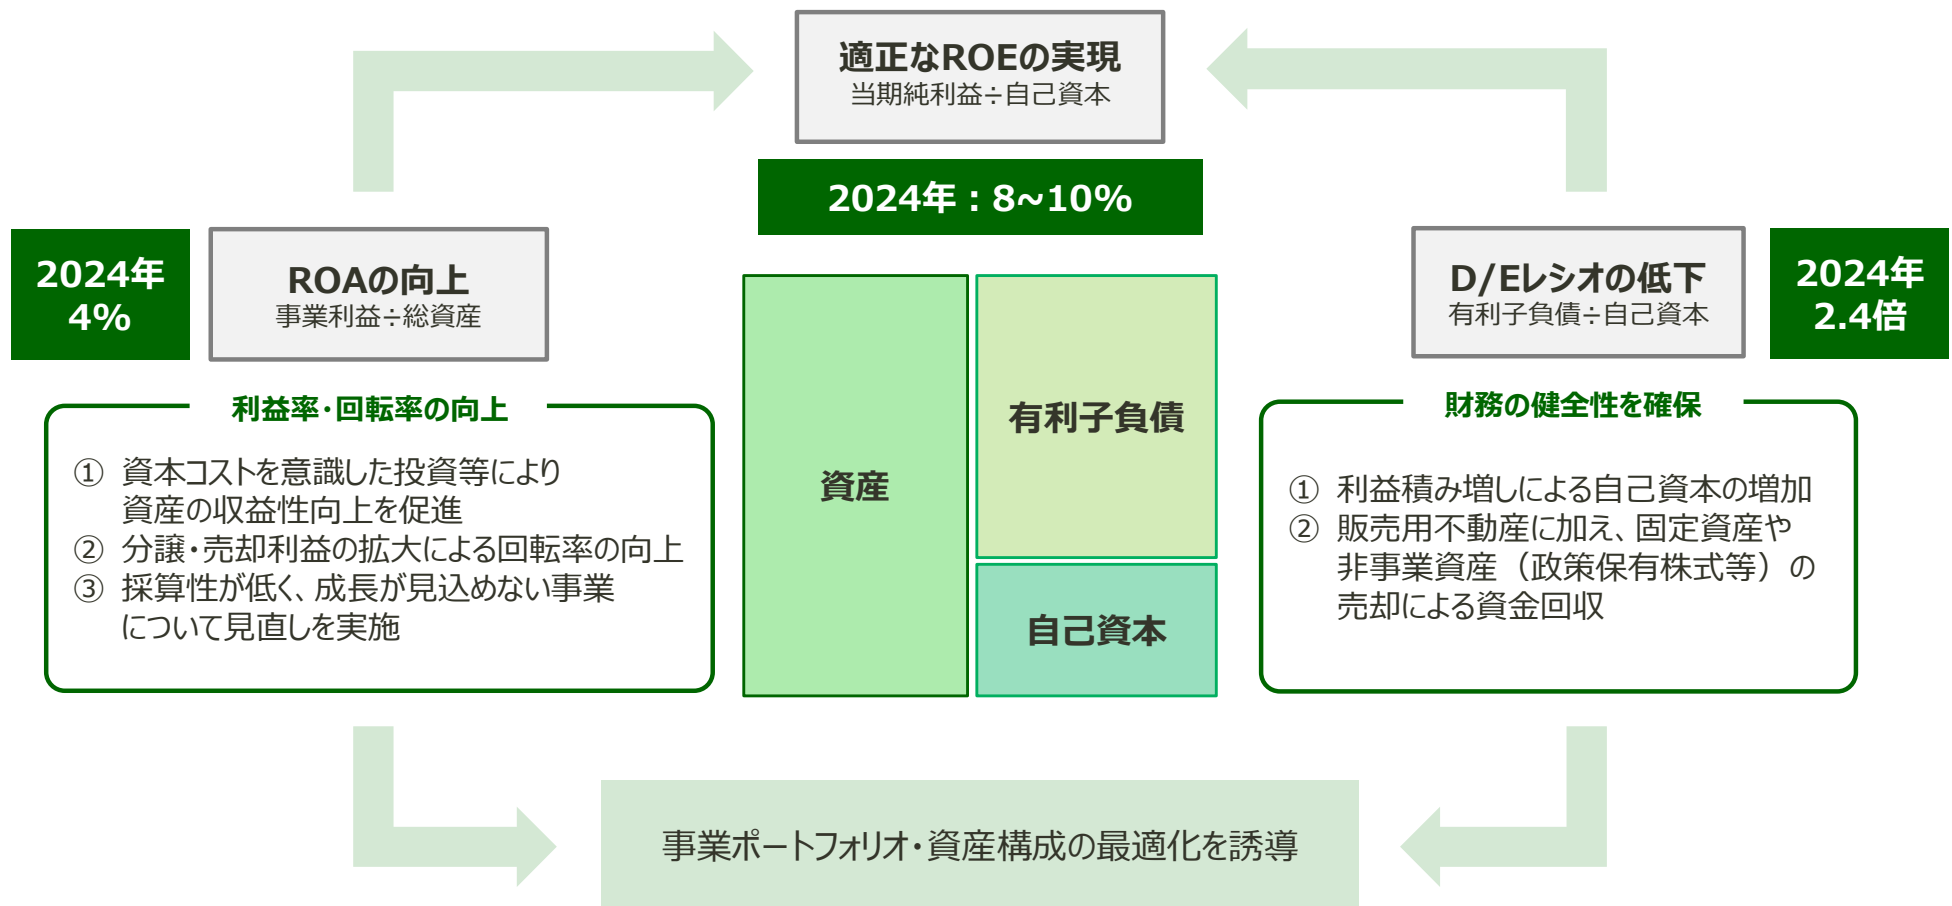 適正なROEの実現
当期純利益÷自己資本
2024年：8~10%
2024年
4%
ROAの向上
事業利益÷総資産
利益率・回転率の向上
① 資本コストを意識した投資等により
資産の収益性向上を促進
② 分譲・売却利益の拡大による回転率の向上
③ 採算性が低く、成長が見込めない事業
について見直しを実施
資産
有利子負債
自己資本
D/Eレシオの低下
有利子負債÷自己資本
2024年
2.4倍
財務の健全性を確保
① 利益積み増しによる自己資本の増加
② 販売用不動産に加え、固定資産や
非事業資産（政策保有株式等）の
売却による資金回収
事業ポートフォリオ・資産構成の最適化を誘導